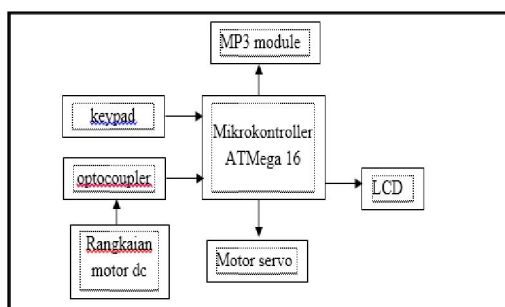 MP3 module
keypad
Mikrokontroller
ATMega 16
optocoupler
LCD
Rangkaian
motor dc
Motor servo